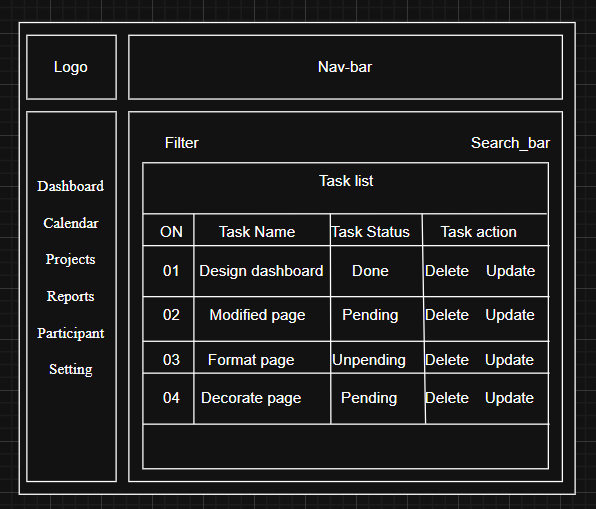 Logo
Nav-bar
Dashboard
Calendar
Projects
Reports
Participant
Setting
Filter Search_bar
Task list
ON Task Name Task Status Task action
01 Design dashboard Done Delete Update
02 Modified page Pending Delete Update
03 Format page Unpending Delete Update
04 Decorate page Pending Delete Update